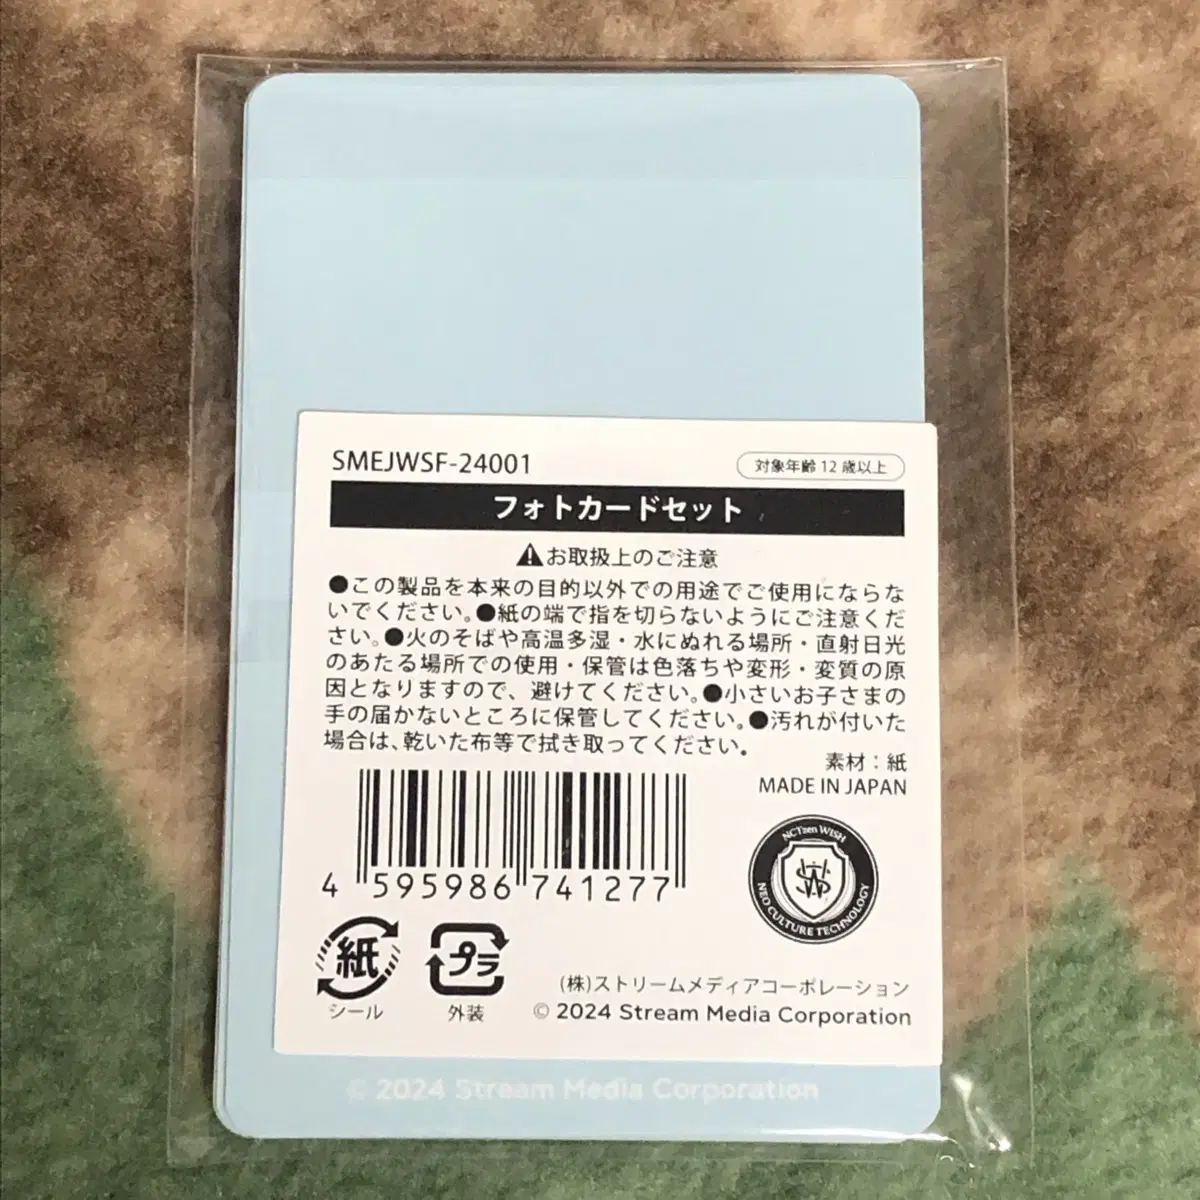 SMEJWSF-24001
対象年齢12歳以上
フォトカードセット
お取扱上のご注意
●この製品を本来の目的以外での用途でご使用にならな
いでください。●紙の端で指を切らないようにご注意くだ
さい。●火のそばや高温多湿・水にぬれる場所・直射日光
のあたる場所での使用・保管は色落ちや変形・変質の原
因となりますので、避けてください。●小さいお子さまの
手の届かないところに保管してください。●汚れが付いた
場合は、乾いた布等で拭き取ってください。
素材：紙
MADE IN JAPAN
4 595986 741277
NCTzen WISH
NEO CULTURE TECHNOLOGY
紙
シール
プラ
外装
(株)ストリームメディアコーポレーション
© 2024 Stream Media Corporation
© 2024 Stream Media Corporation